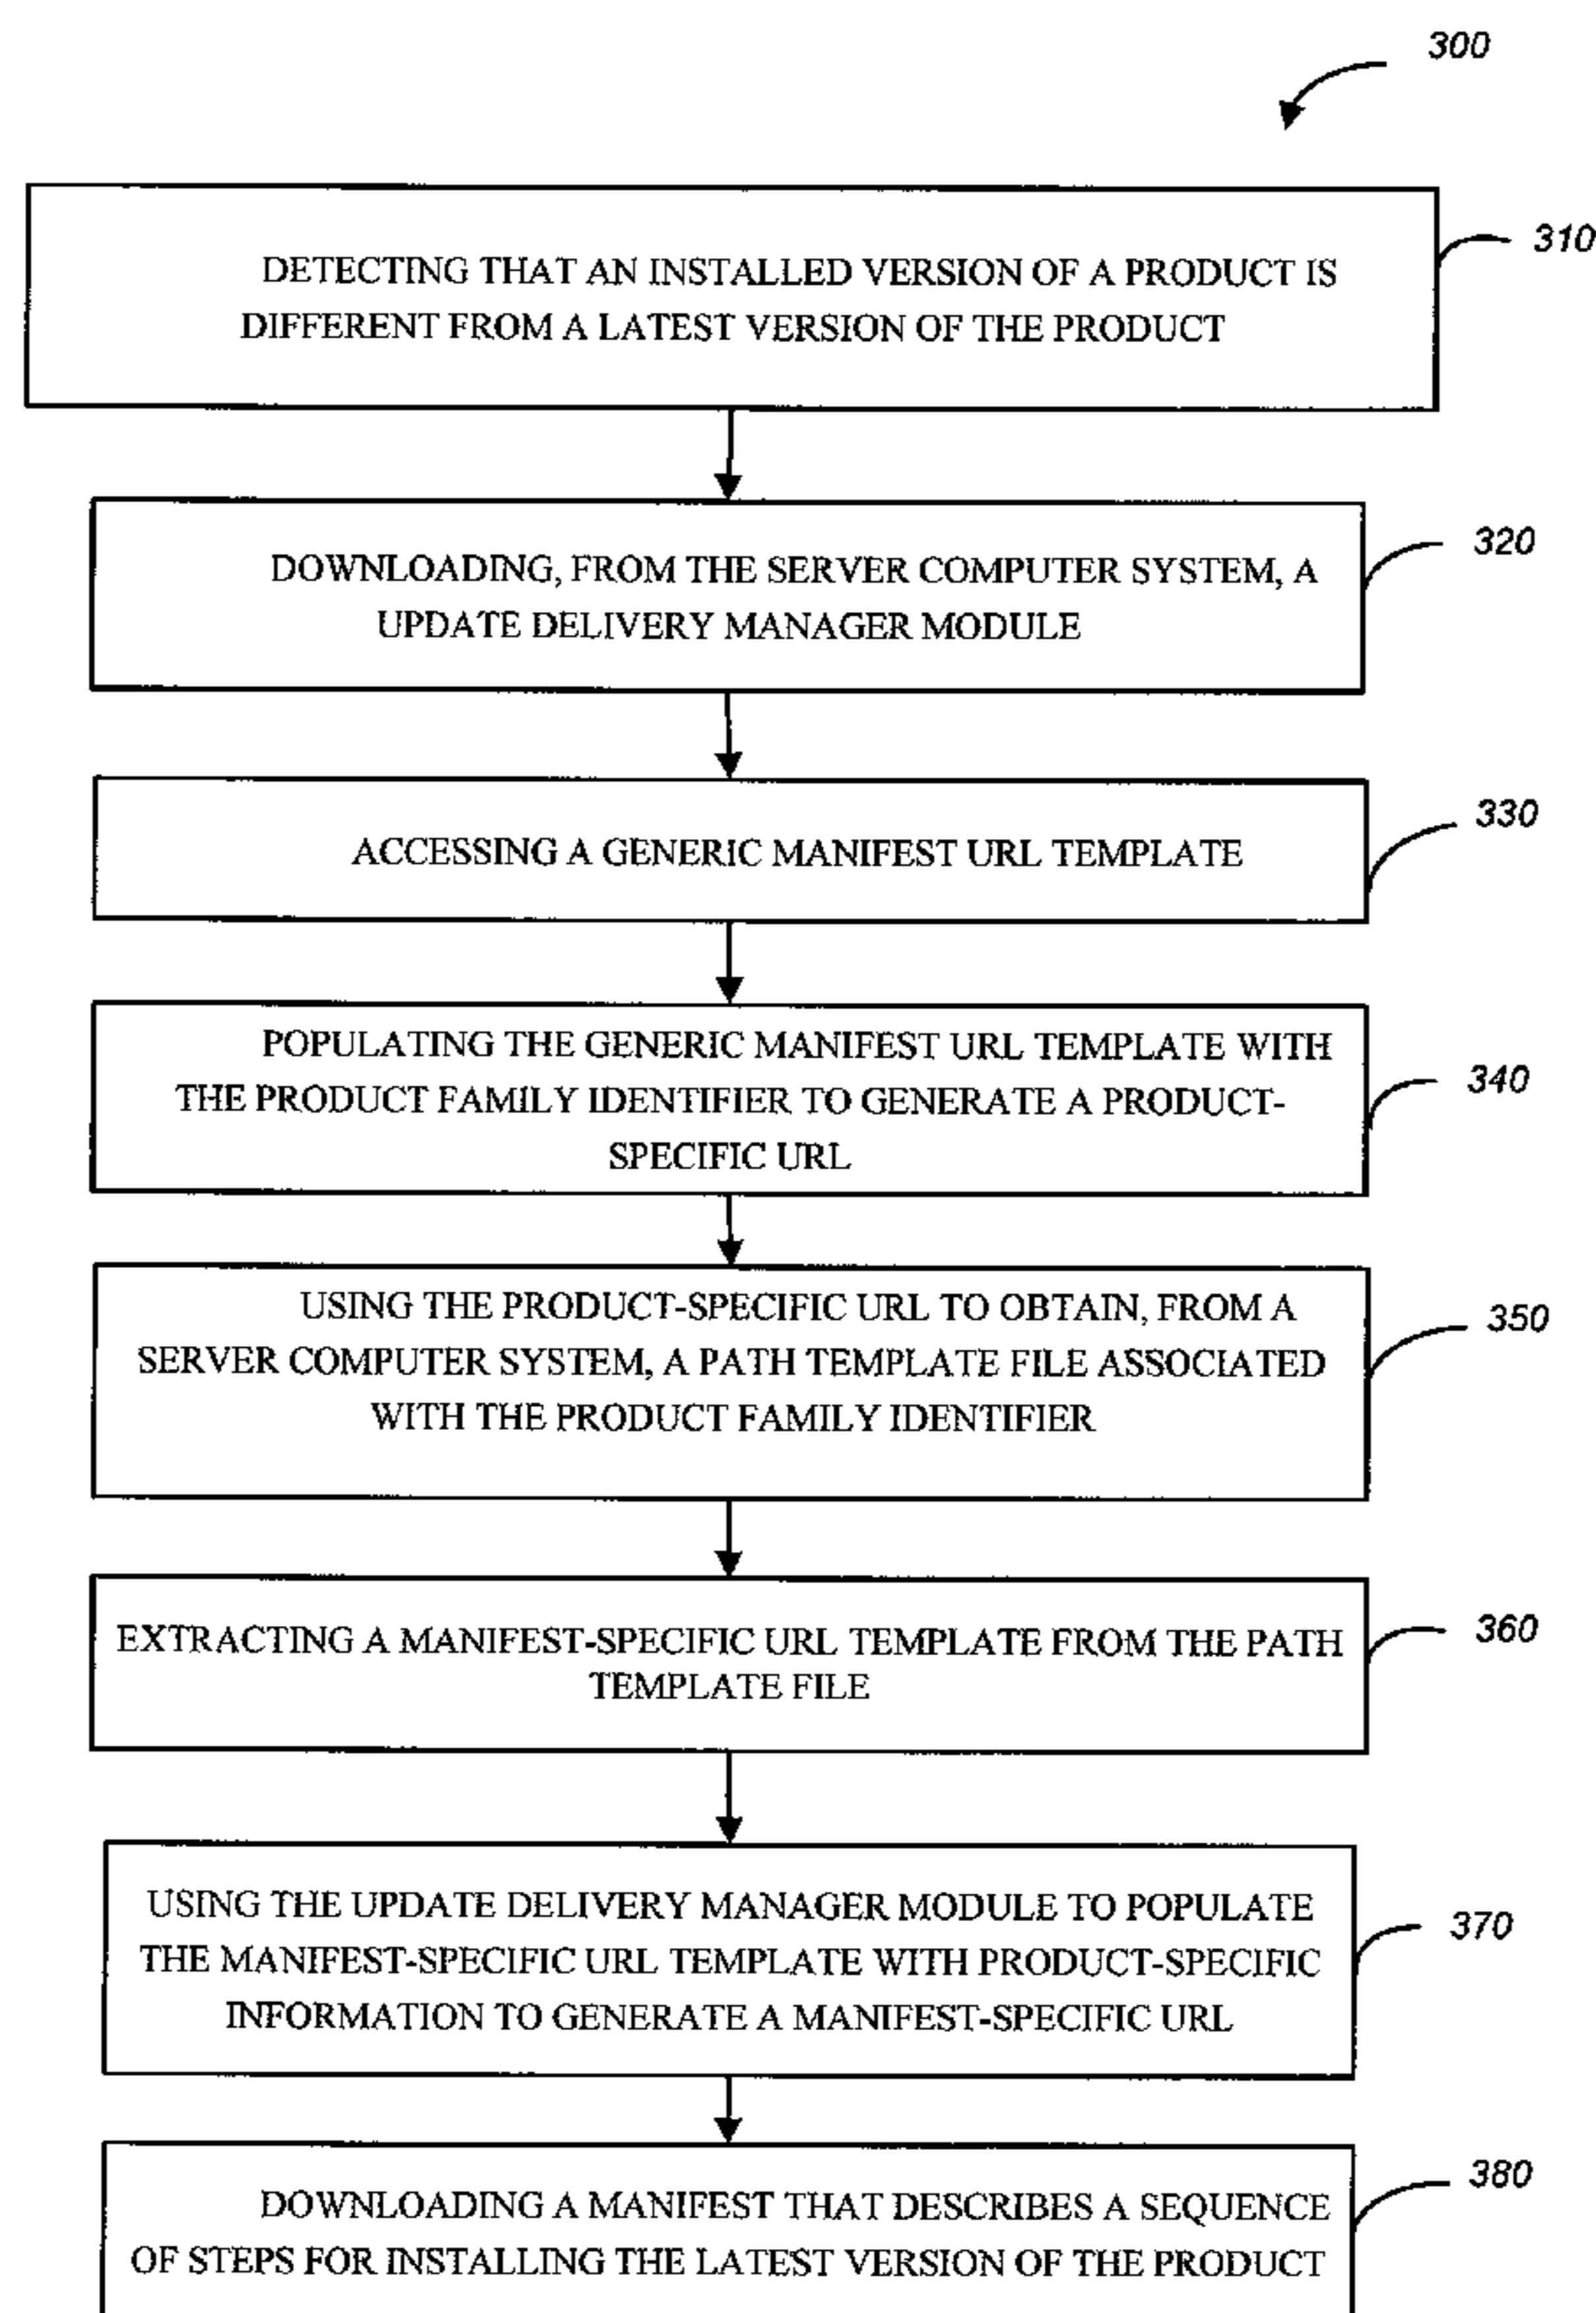 300
DETECTING THAT AN INSTALLED VERSION OF A PRODUCT IS
DIFFERENT FROM A LATEST VERSION OF THE PRODUCT
310
DOWNLOADING, FROM THE SERVER COMPUTER SYSTEM, A
UPDATE DELIVERY MANAGER MODULE
320
ACCESSING A GENERIC MANIFEST URL TEMPLATE
330
POPULATING THE GENERIC MANIFEST URL TEMPLATE WITH
THE PRODUCT FAMILY IDENTIFIER TO GENERATE A PRODUCT-
SPECIFIC URL
340
USING THE PRODUCT-SPECIFIC URL TO OBTAIN, FROM A
SERVER COMPUTER SYSTEM, A PATH TEMPLATE FILE ASSOCIATED
WITH THE PRODUCT FAMILY IDENTIFIER
350
EXTRACTING A MANIFEST-SPECIFIC URL TEMPLATE FROM THE PATH
TEMPLATE FILE
360
USING THE UPDATE DELIVERY MANAGER MODULE TO POPULATE
THE MANIFEST-SPECIFIC URL TEMPLATE WITH PRODUCT-SPECIFIC
INFORMATION TO GENERATE A MANIFEST-SPECIFIC URL
370
DOWNLOADING A MANIFEST THAT DESCRIBES A SEQUENCE
OF STEPS FOR INSTALLING THE LATEST VERSION OF THE PRODUCT
380